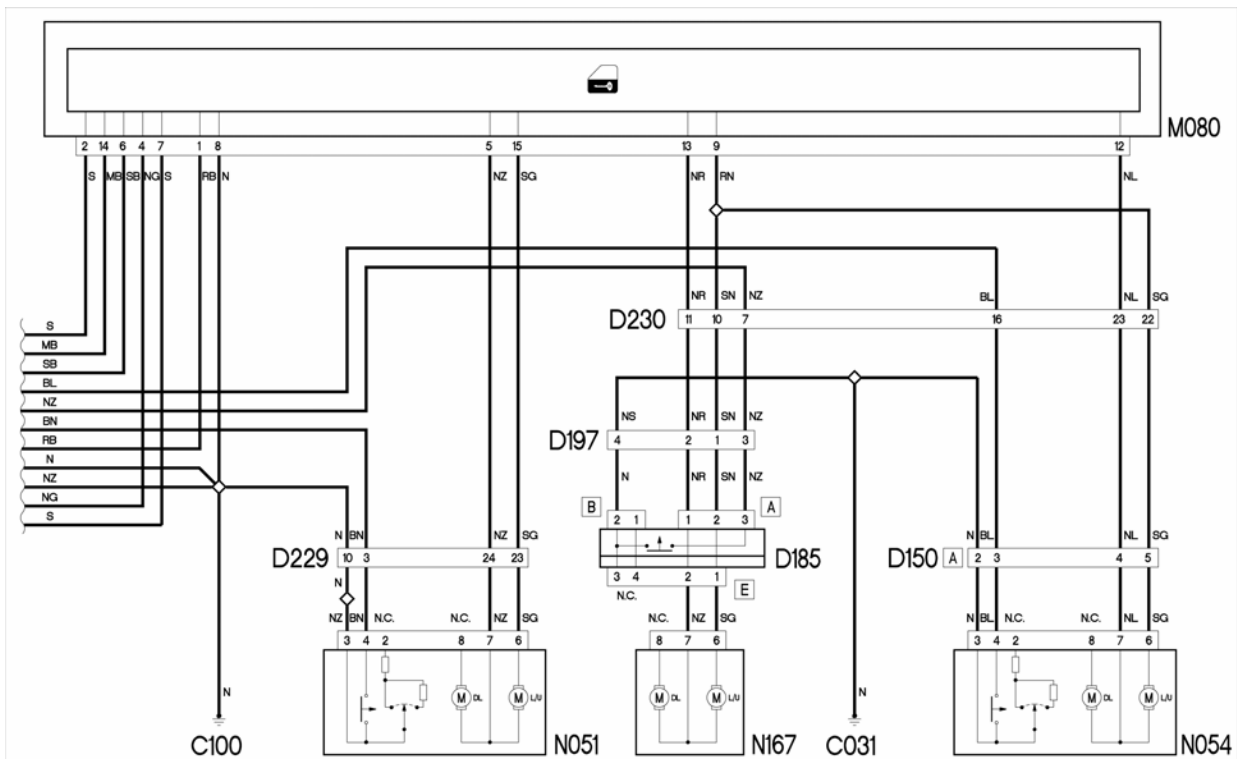 M080
2 14 6 4 7 1 8 5 15 13 9 12
S MB SB NG S RB N NZ SG NR RN NL
NR SN NZ BL NL SG
D230 11 10 7 16 23 22
S
MB
SB
BL
NZ
BN
RB
N
NZ
NG
S
NS NR SN NZ
D197 4 2 1 3
N NR SN NZ
B 2 1 1 2 3 A
D185
3 4 2 1 E
N.C.
N BN NZ SG
D229 10 3 24 23
N
N BL NL SG
D150 A 2 3 4 5
NZ BN N.C. N.C. NZ SG
3 4 2 8 7 6
M DL M L/U
N051
N.C. NZ SG
8 7 6
M DL M L/U
N167
N BL N.C. N.C. NL SG
3 4 2 8 7 6
M DL M L/U
N054
N
C100
N
C031